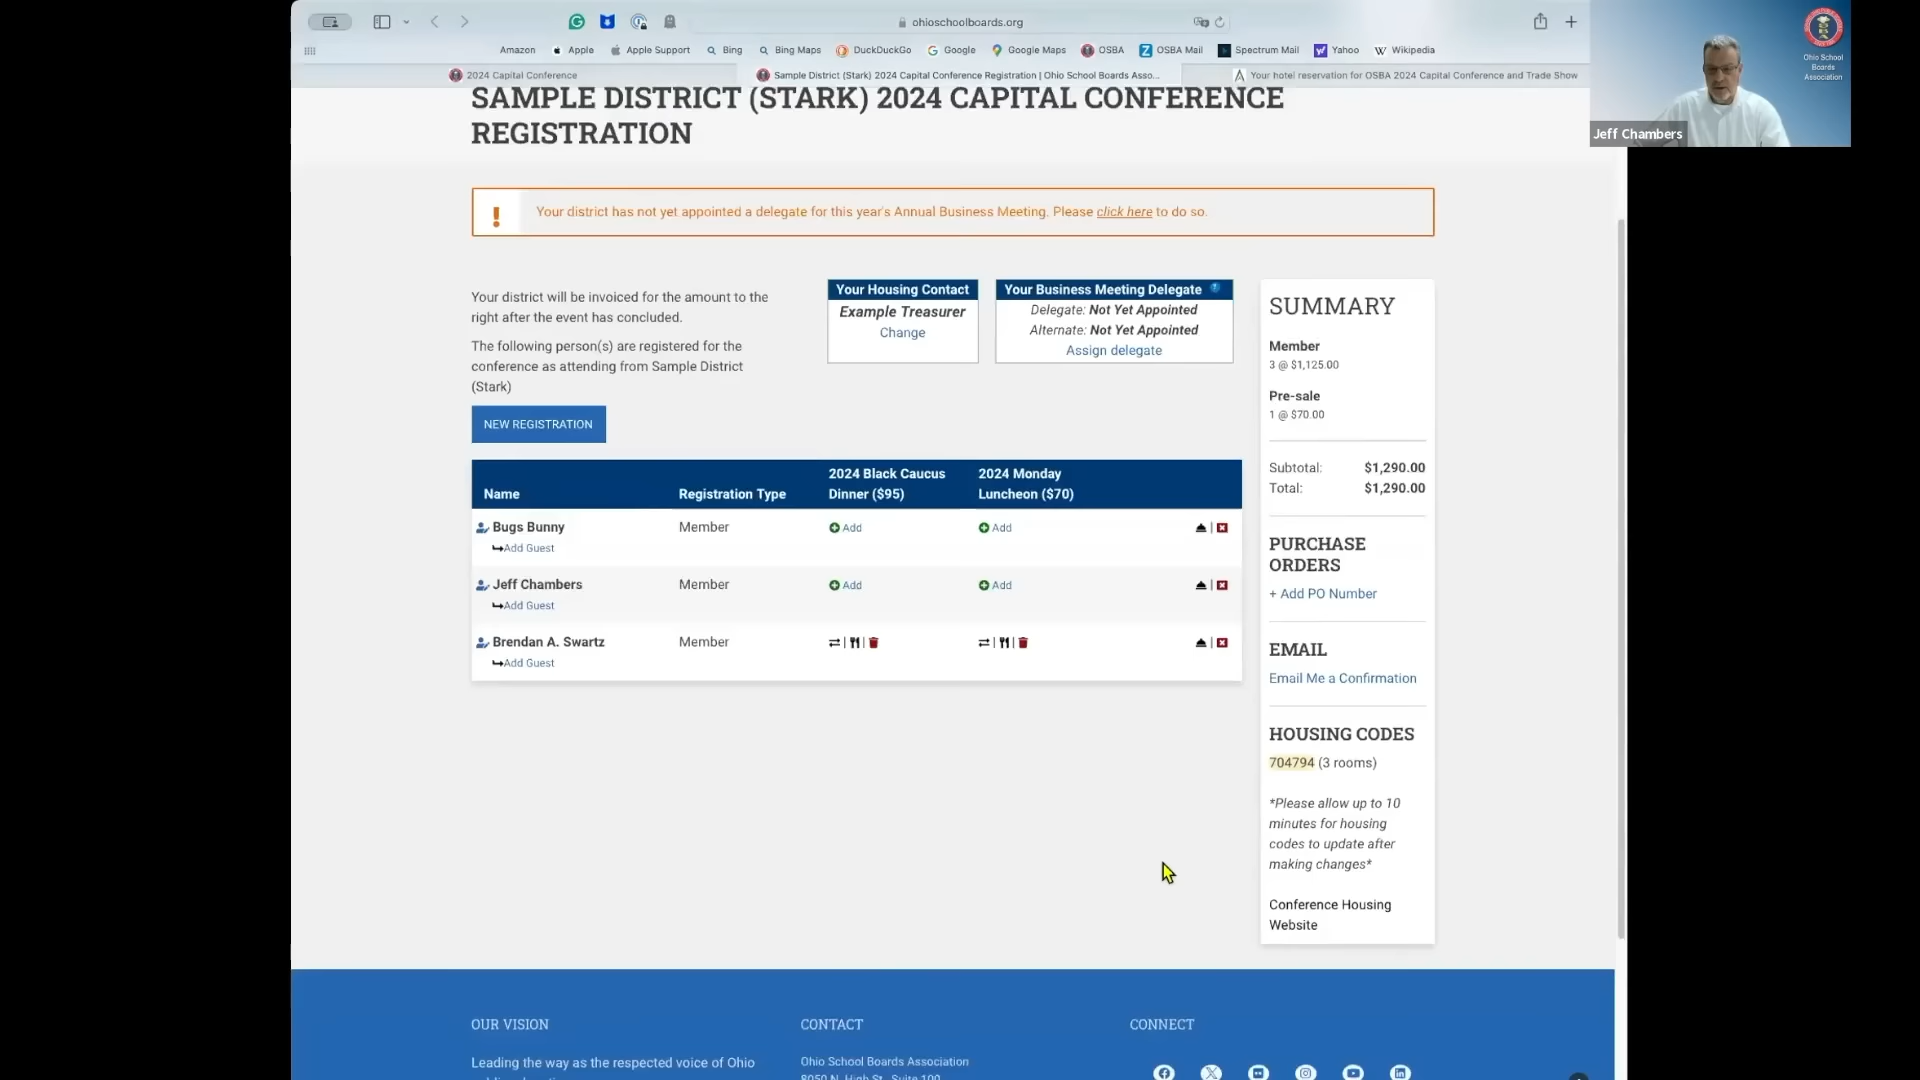 ohioschoolboards.org
Amazon Apple Apple Support Bing Bing Maps DuckDuckGo Google Google Maps OSBA OSBA Mail Spectrum Mail Yahoo Wikipedia
2024 Capital Conference
Sample District (Stark) 2024 Capital Conference Registration | Ohio School Boards Asso...
Your hotel reservation for OSBA 2024 Capital Conference and Trade Show
Ohio School
Boards
Association
Jeff Chambers
SAMPLE DISTRICT (STARK) 2024 CAPITAL CONFERENCE
REGISTRATION
Your district has not yet appointed a delegate for this year's Annual Business Meeting. Please click here to do so.
Your district will be invoiced for the amount to the
right after the event has concluded.
The following person(s) are registered for the
conference as attending from Sample District
(Stark)
NEW REGISTRATION
Your Housing Contact
Example Treasurer
Change
Your Business Meeting Delegate ?
Delegate: Not Yet Appointed
Alternate: Not Yet Appointed
Assign delegate
Name Registration Type 2024 Black Caucus Dinner ($95) 2024 Monday Luncheon ($70)
Bugs Bunny Member Add Add
Add Guest
Jeff Chambers Member Add Add
Add Guest
Brendan A. Swartz Member
Add Guest
SUMMARY
Member
3 @ $1,125.00
Pre-sale
1 @ $70.00
Subtotal: $1,290.00
Total: $1,290.00
PURCHASE
ORDERS
+ Add PO Number
EMAIL
Email Me a Confirmation
HOUSING CODES
704794 (3 rooms)
*Please allow up to 10
minutes for housing
codes to update after
making changes*
Conference Housing
Website
OUR VISION
Leading the way as the respected voice of Ohio
CONTACT
Ohio School Boards Association
8050 N. High St., Suite 100
CONNECT